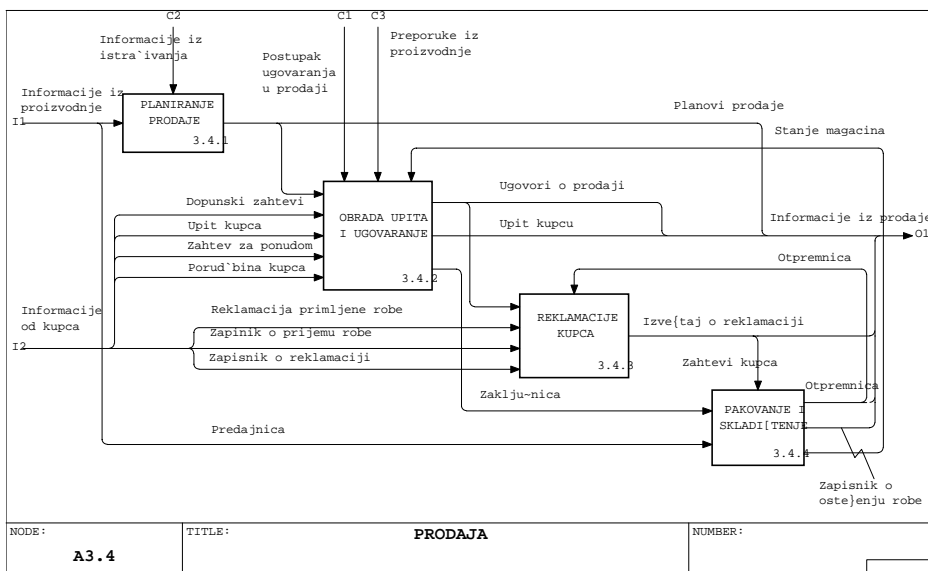 C2
C1
C3
Informacije iz
istra`ivanja
Preporuke iz
proizvodnje
Postupak
ugovaranja
u prodaji
Informacije iz
proizvodnje
I1
PLANIRANJE
PRODAJE
3.4.1
Planovi prodaje
Stanje magacina
Dopunski zahtevi
Upit kupca
Zahtev za ponudom
Porud`bina kupca
OBRADA UPITA
I UGOVARANJE
3.4.2
Ugovori o prodaji
Upit kupcu
Informacije iz prodaje
O1
Otpremnica
Informacije
od kupca
I2
Reklamacija primljene robe
Zapinik o prijemu robe
Zapisnik o reklamaciji
REKLAMACIJE
KUPCA
3.4.3
Izve{taj o reklamaciji
Zahtevi kupca
Zaklju~nica
Otpremnica
Predajnica
PAKOVANJE I
SKLADI[TENJE
3.4.4
Zapisnik o
oste}enju robe
NODE:
A3.4
TITLE:
PRODAJA
NUMBER: